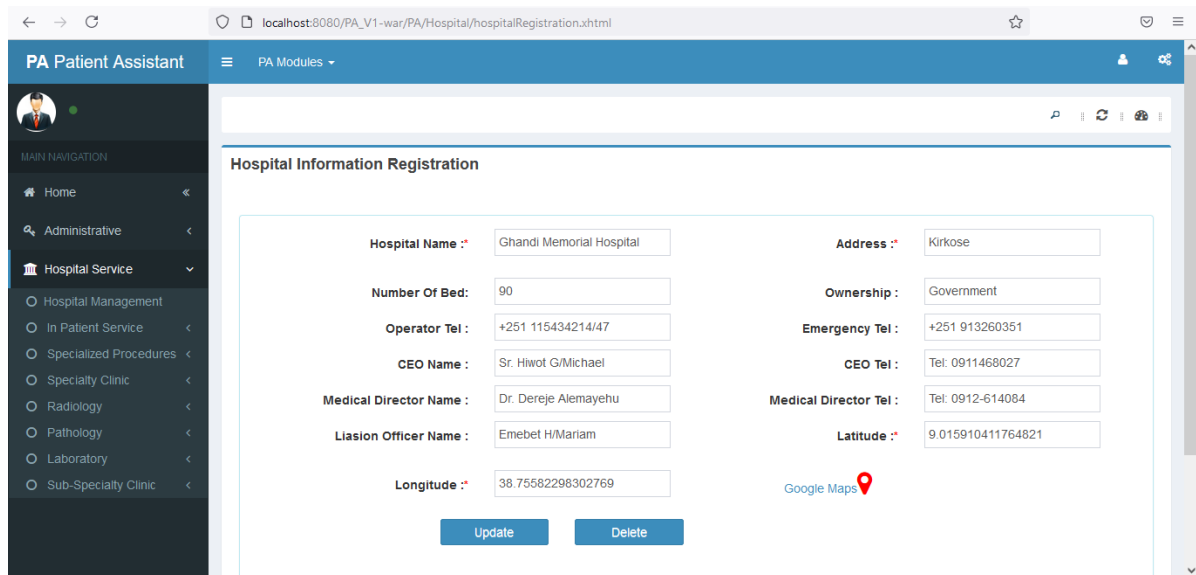 localhost:8080/PA_V1-war/PA/Hospital/hospitalRegistration.xhtml
PA Patient Assistant
PA Modules
MAIN NAVIGATION
Home
Administrative
Hospital Service
Hospital Management
In Patient Service
Specialized Procedures
Specialty Clinic
Radiology
Pathology
Laboratory
Sub-Specialty Clinic
Hospital Information Registration
Hospital Name :* Ghandi Memorial Hospital Address :* Kirkose
Number Of Bed: 90 Ownership : Government
Operator Tel : +251 115434214/47 Emergency Tel : +251 913260351
CEO Name : Sr. Hiwot G/Michael CEO Tel : Tel: 0911468027
Medical Director Name : Dr. Dereje Alemayehu Medical Director Tel : Tel: 0912-614084
Liasion Officer Name : Emebet H/Mariam Latitude :* 9.015910411764821
Longitude :* 38.75582298302769 Google Maps
Update Delete